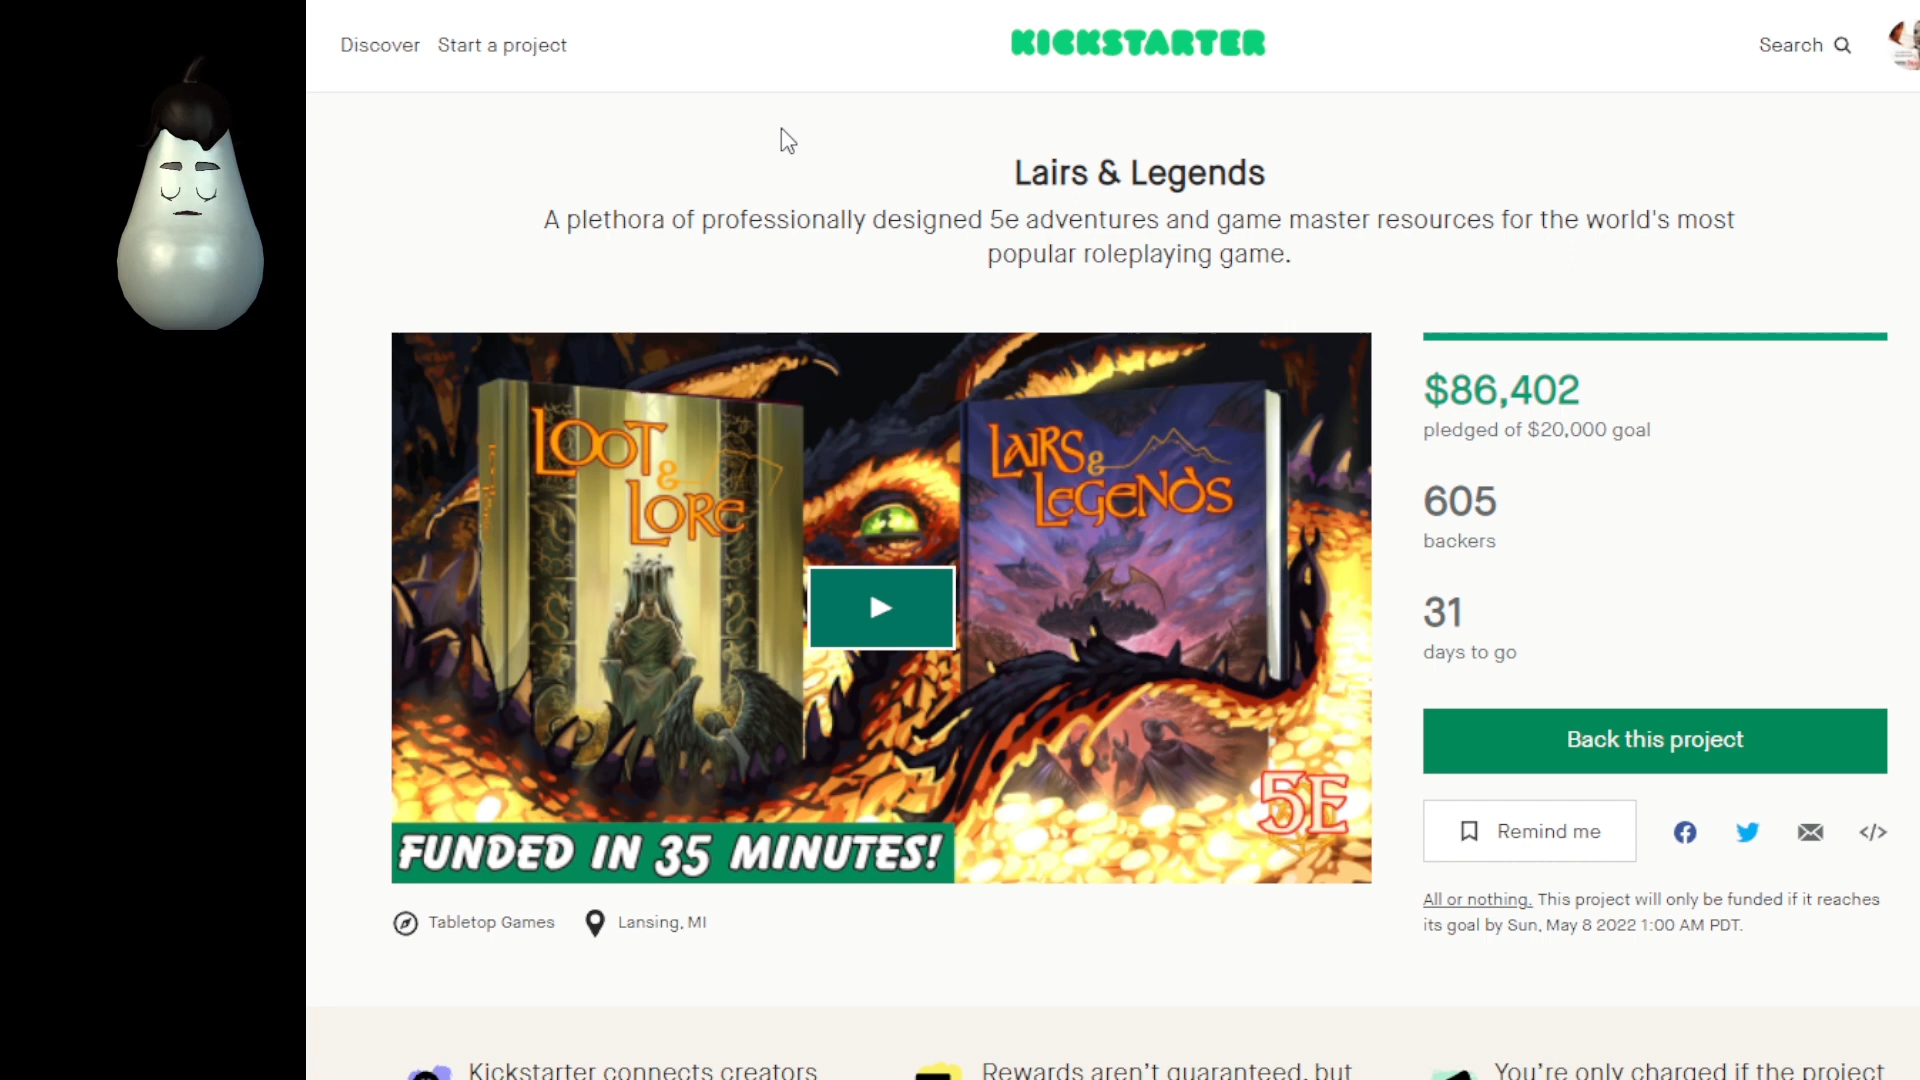 Discover Start a project
KICKSTARTER
Search
Lairs & Legends
A plethora of professionally designed 5e adventures and game master resources for the world's most
popular roleplaying game.
LOOT
&
LORE
LAIRS &
LEGENDS
5E
FUNDED IN 35 MINUTES!
Tabletop Games Lansing, MI
$86,402
pledged of $20,000 goal
605
backers
31
days to go
Back this project
Remind me
All or nothing. This project will only be funded if it reaches
its goal by Sun, May 8 2022 1:00 AM PDT.
Kickstarter connects creators
Rewards aren't guaranteed, but
You're only charged if the project